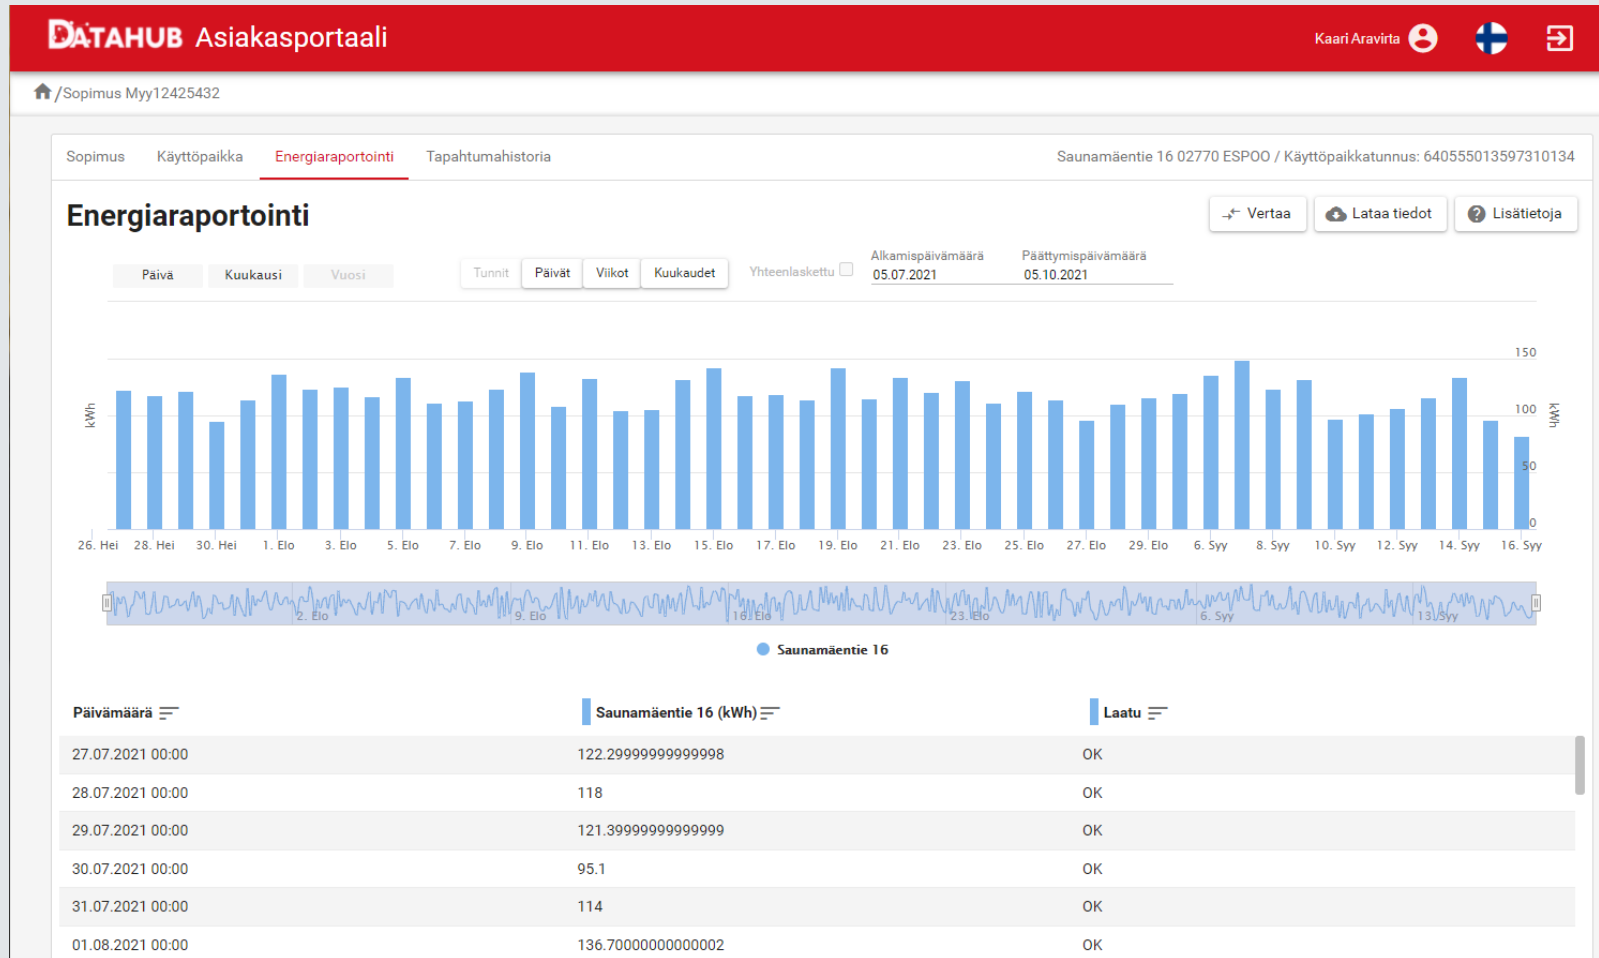 DATAHUB Asiakasportaali
Kaari Aravirta
/Sopimus Myy12425432
Sopimus Käyttöpaikka Energiaraportointi Tapahtumahistoria
Saunamäentie 16 02770 ESPOO / Käyttöpaikkatunnus: 640555013597310134
Energiaraportointi
Vertaa Lataa tiedot Lisätietoja
Päivä Kuukausi Vuosi
Tunnit Päivät Viikot Kuukaudet
Yhteenlaskettu
Alkamispäivämäärä Päättymispäivämäärä
05.07.2021 05.10.2021
150
100
50
0
kWh
kWh
26. Hei 28. Hei 30. Hei 1. Elo 3. Elo 5. Elo 7. Elo 9. Elo 11. Elo 13. Elo 15. Elo 17. Elo 19. Elo 21. Elo 23. Elo 25. Elo 27. Elo 29. Elo 6. Syy 8. Syy 10. Syy 12. Syy 14. Syy 16. Syy
2. Elo 9. Elo 16. Elo 23. Elo 6. Syy 13. Syy
Saunamäentie 16
Päivämäärä Saunamäentie 16 (kWh) Laatu
27.07.2021 00:00 122.29999999999998 OK
28.07.2021 00:00 118 OK
29.07.2021 00:00 121.39999999999999 OK
30.07.2021 00:00 95.1 OK
31.07.2021 00:00 114 OK
01.08.2021 00:00 136.70000000000002 OK